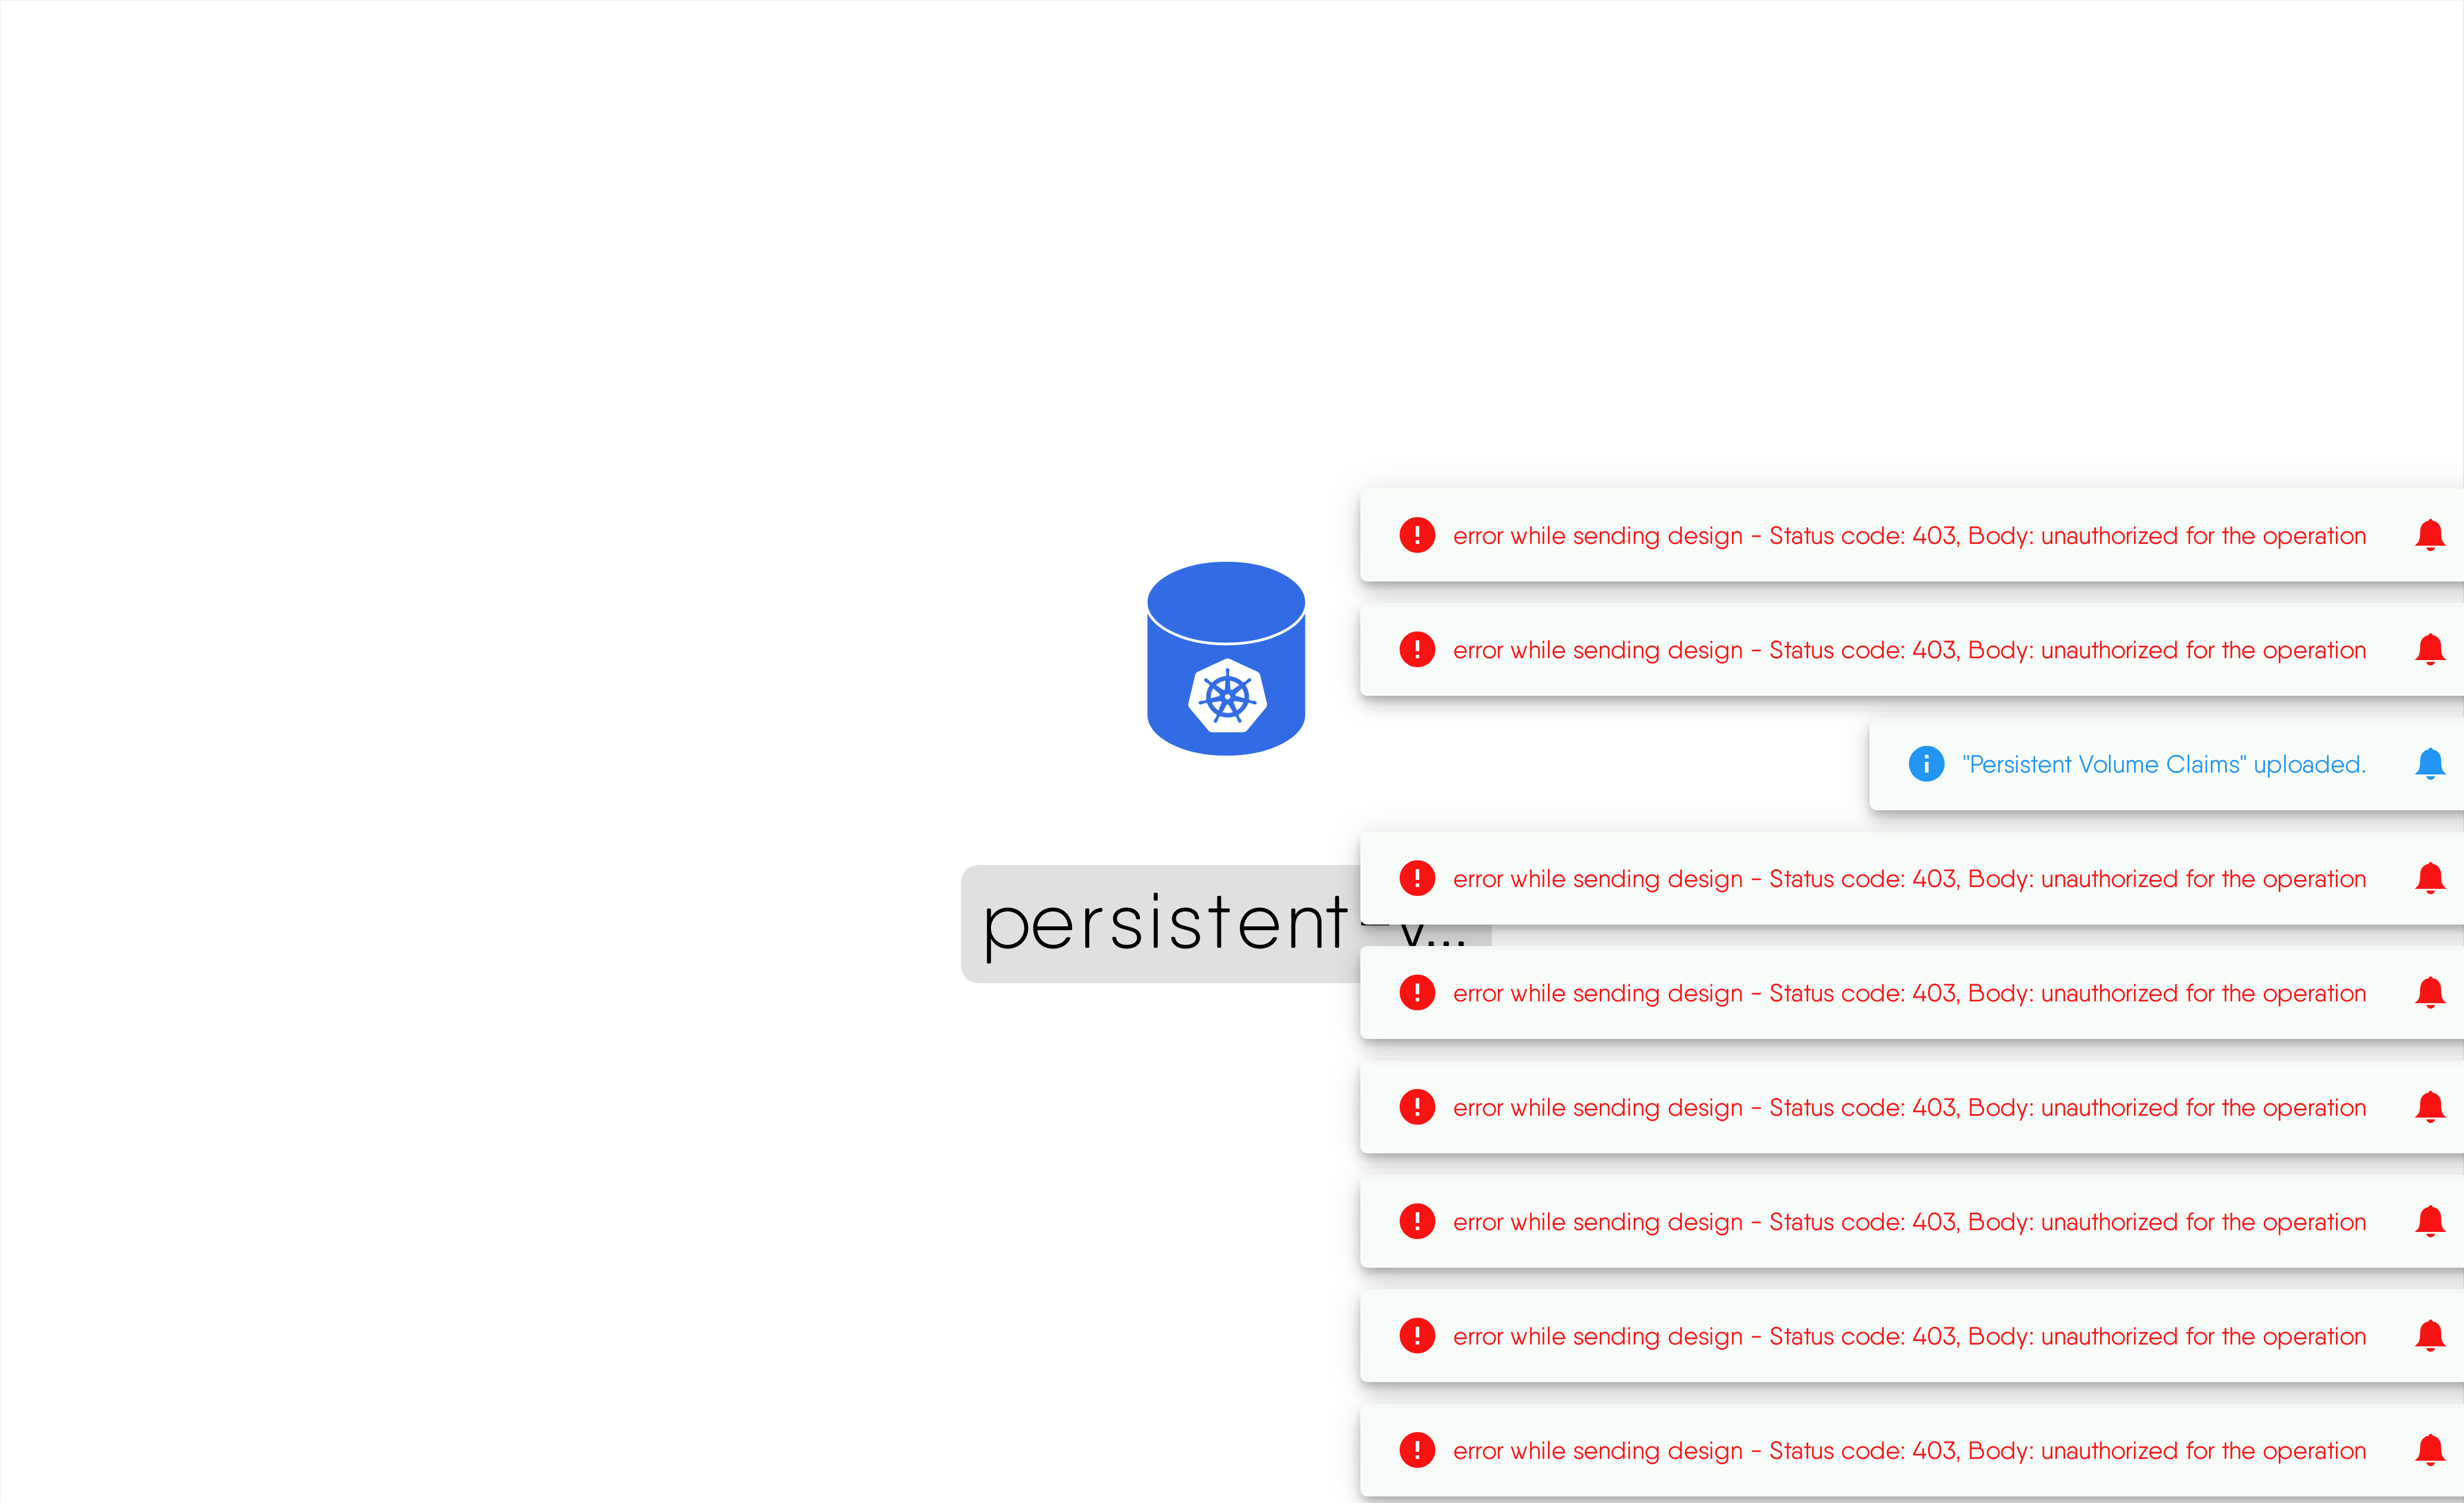 error while sending design - Status code: 403, Body: unauthorized for the operation
error while sending design - Status code: 403, Body: unauthorized for the operation
"Persistent Volume Claims" uploaded.
error while sending design - Status code: 403, Body: unauthorized for the operation
persistent-v...
error while sending design - Status code: 403, Body: unauthorized for the operation
error while sending design - Status code: 403, Body: unauthorized for the operation
error while sending design - Status code: 403, Body: unauthorized for the operation
error while sending design - Status code: 403, Body: unauthorized for the operation
error while sending design - Status code: 403, Body: unauthorized for the operation